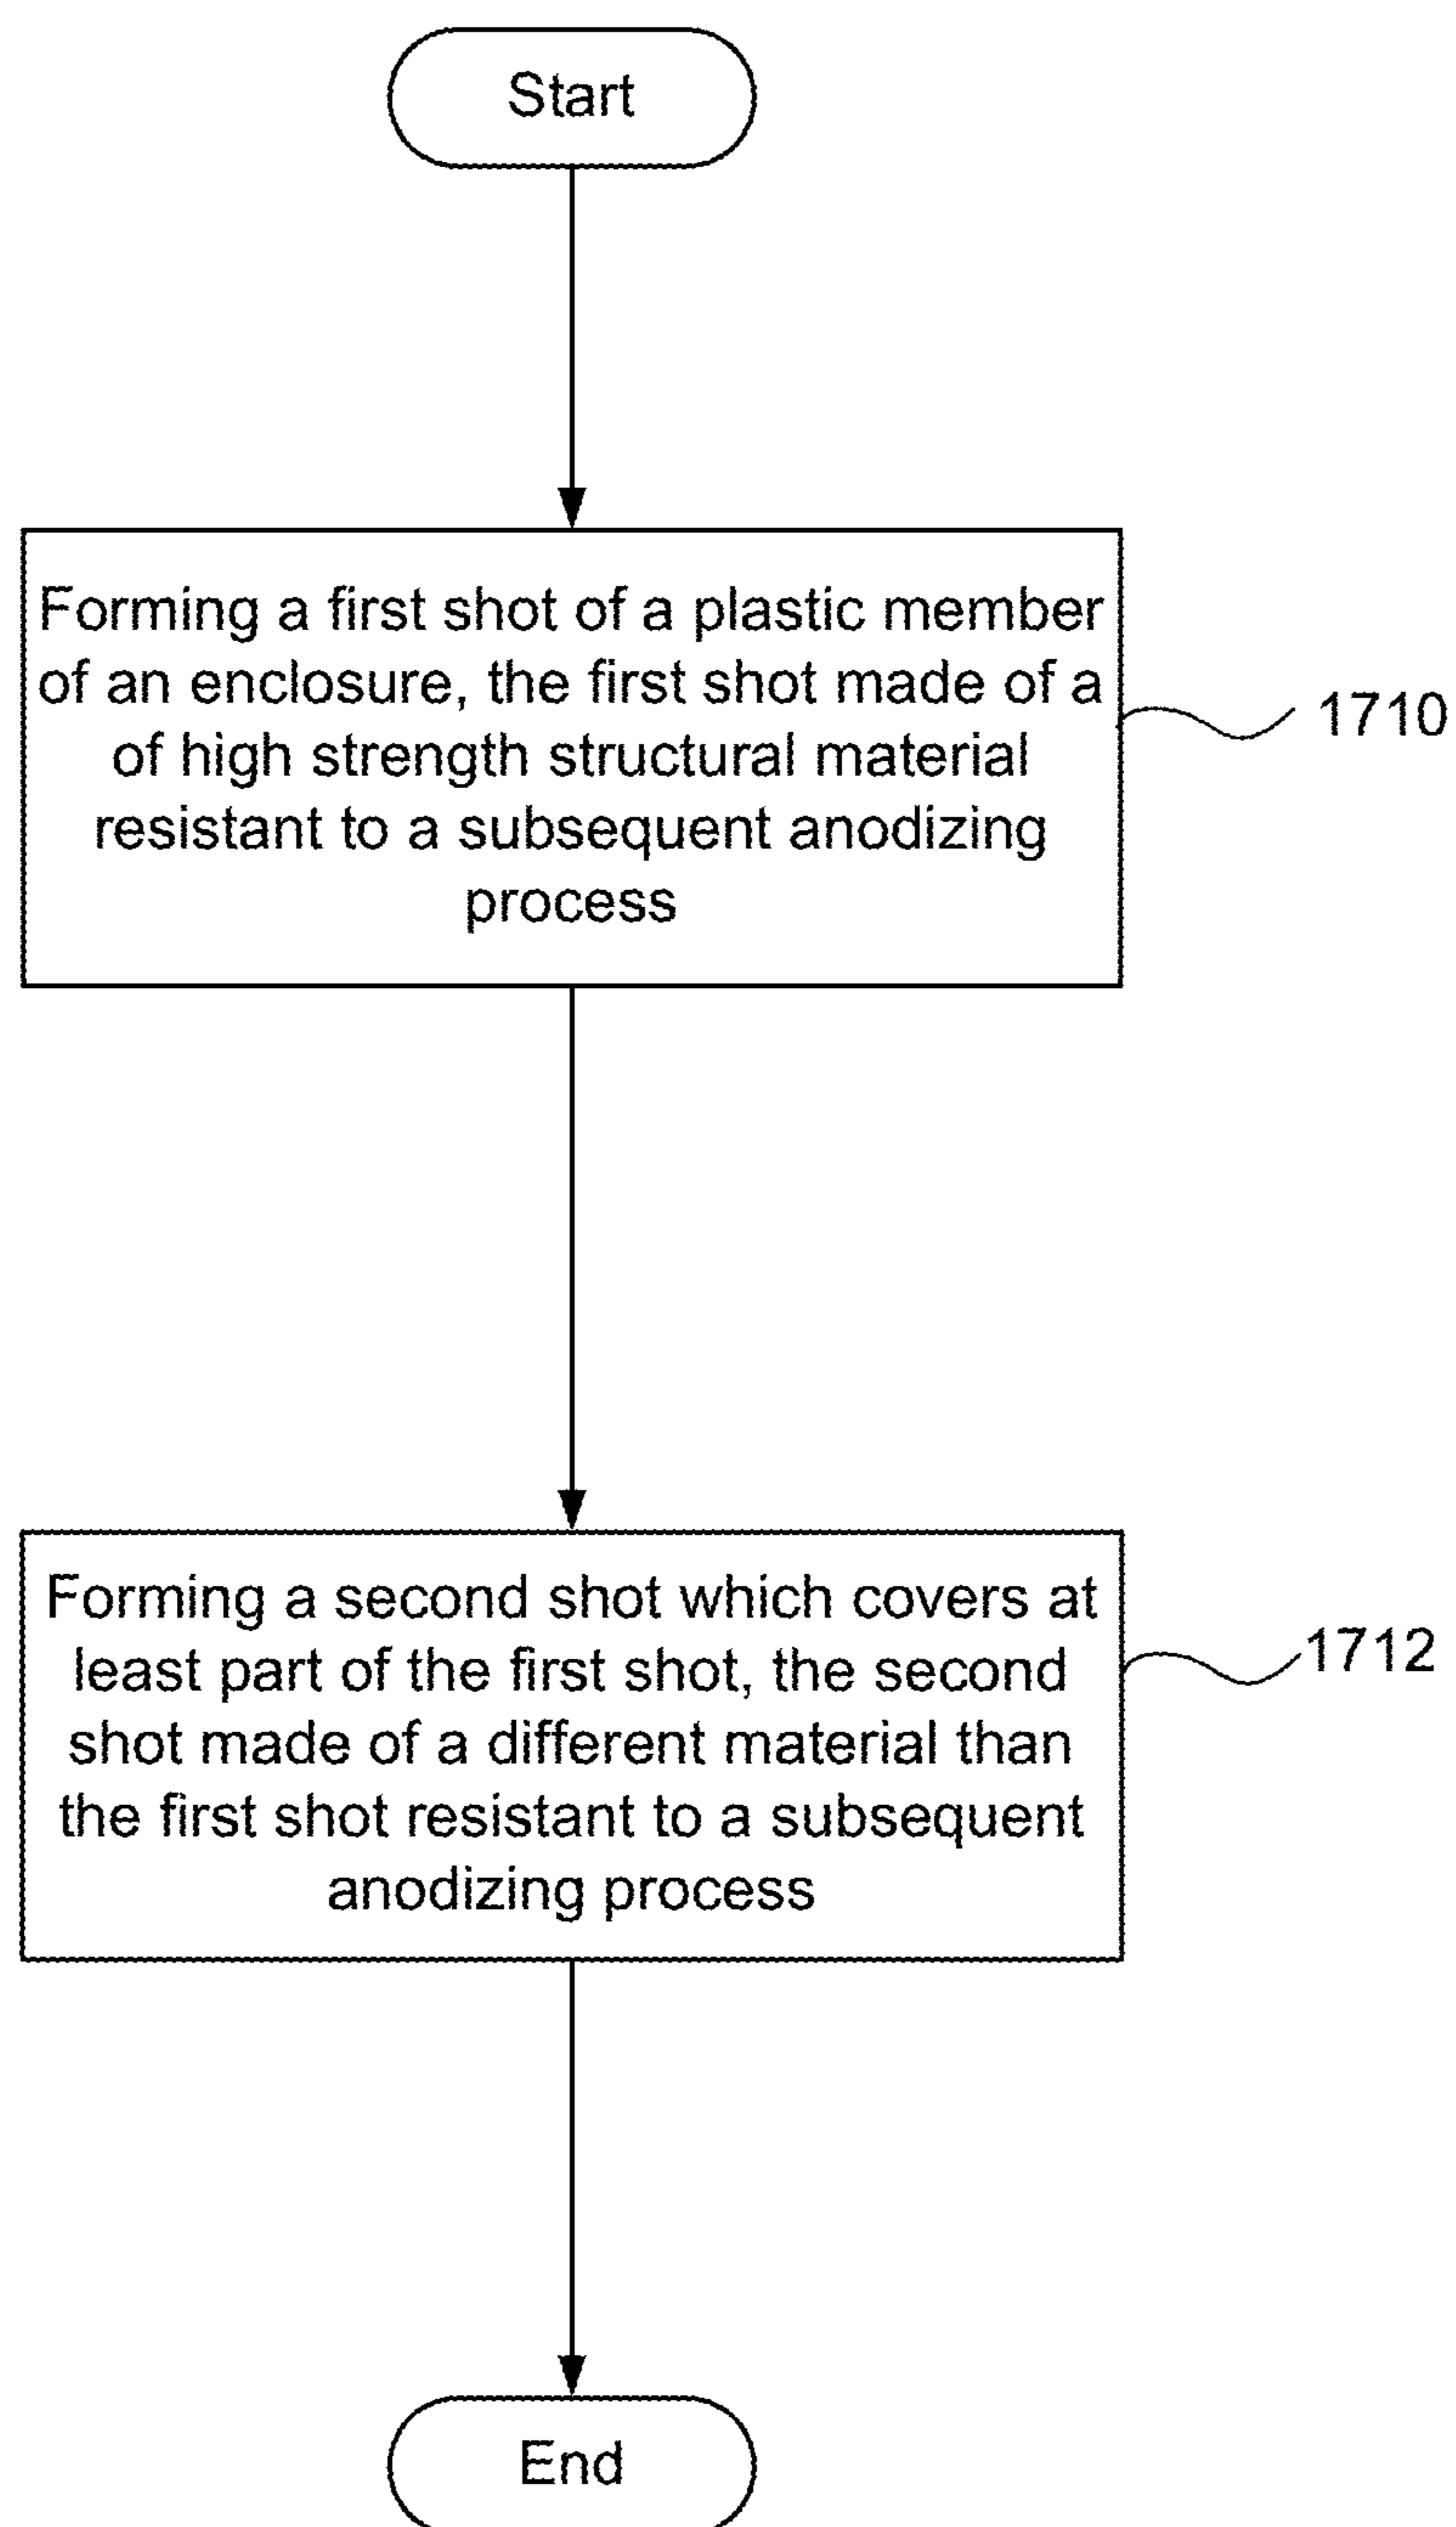 Start
Forming a first shot of a plastic member
of an enclosure, the first shot made of a
of high strength structural material
resistant to a subsequent anodizing
process
1710
Forming a second shot which covers at
least part of the first shot, the second
shot made of a different material than
the first shot resistant to a subsequent
anodizing process
1712
End